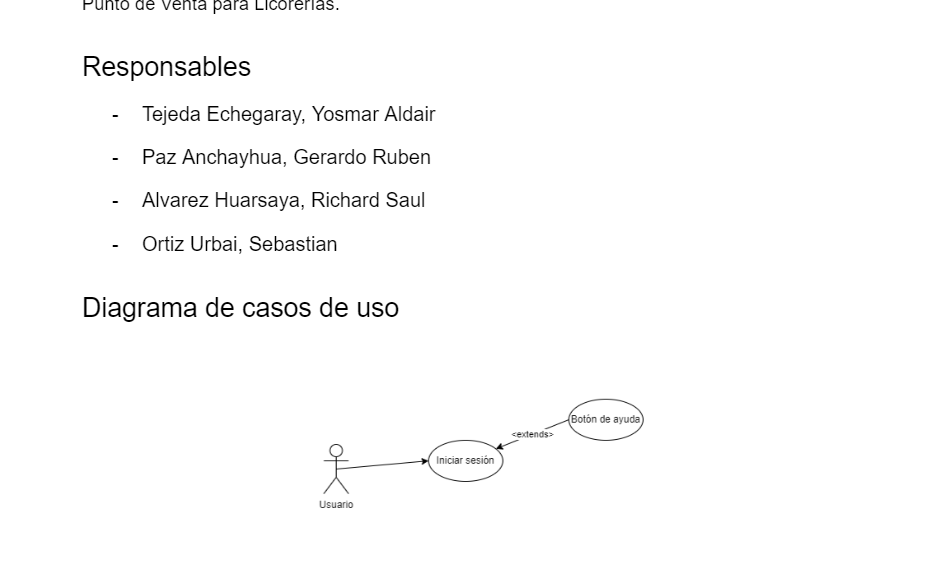 Punto de Venta para Licorerías.
Responsables
- Tejeda Echegaray, Yosmar Aldair
- Paz Anchayhua, Gerardo Ruben
- Alvarez Huarsaya, Richard Saul
- Ortiz Urbai, Sebastian
Diagrama de casos de uso
Botón de ayuda
<extends>
Iniciar sesión
Usuario